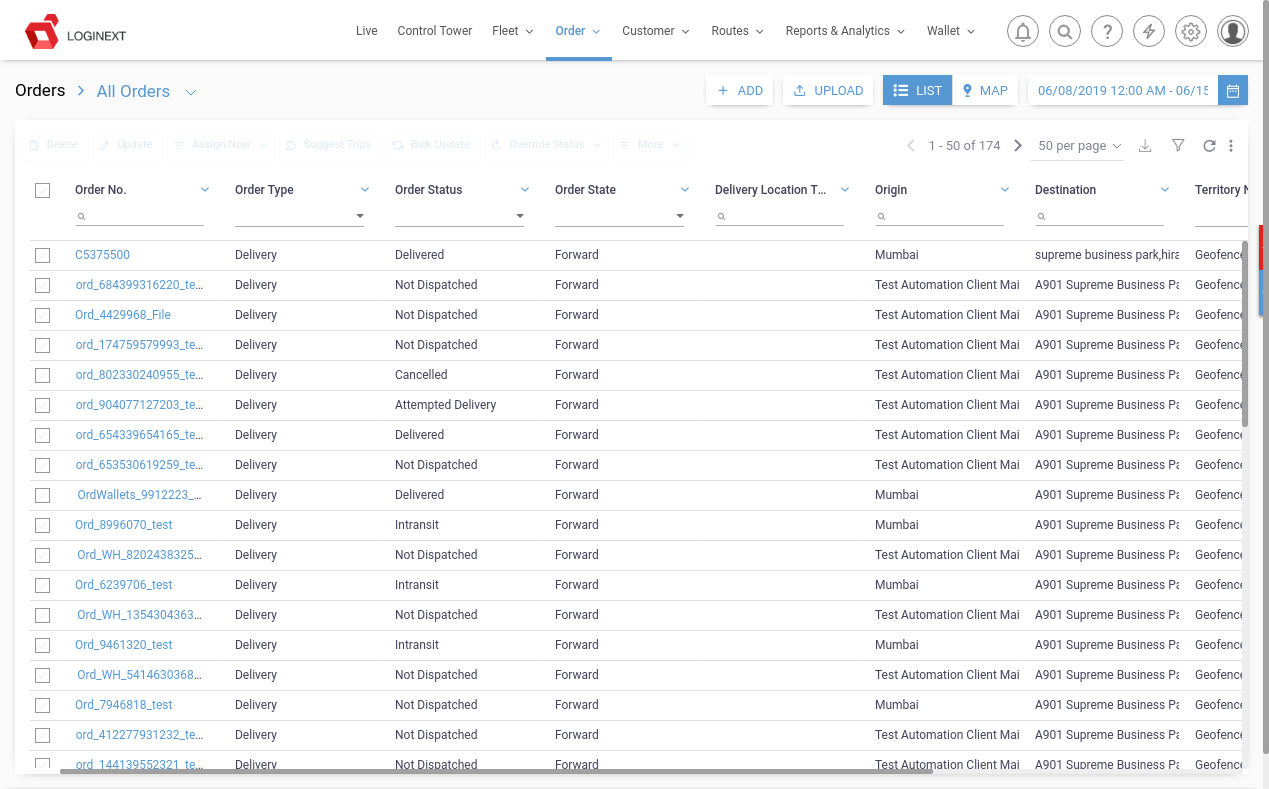 LOGINEXT
Live Control Tower Fleet Order Customer Routes Reports & Analytics Wallet
Orders > All Orders + ADD UPLOAD LIST MAP 06/08/2019 12:00 AM - 06/15
Delete Update Assign Now Suggest Trips Bulk Update Override Status More 1 - 50 of 174 50 per page
Order No. Order Type Order Status Order State Delivery Location T... Origin Destination Territory N
C5375500 Delivery Delivered Forward Mumbai supreme business park,hira Geofence
ord_684399316220_te... Delivery Not Dispatched Forward Test Automation Client Mai A901 Supreme Business Pa Geofence
Ord_4429968_File Delivery Not Dispatched Forward Test Automation Client Mai A901 Supreme Business Pa Geofence
ord_174759579993_te... Delivery Not Dispatched Forward Test Automation Client Mai A901 Supreme Business Pa Geofence
ord_802330240955_te... Delivery Cancelled Forward Test Automation Client Mai A901 Supreme Business Pa Geofence
ord_904077127203_te... Delivery Attempted Delivery Forward Test Automation Client Mai A901 Supreme Business Pa Geofence
ord_654339654165_te... Delivery Delivered Forward Test Automation Client Mai A901 Supreme Business Pa Geofence
ord_653530619259_te... Delivery Not Dispatched Forward Test Automation Client Mai A901 Supreme Business Pa Geofence
OrdWallets_9912223_... Delivery Delivered Forward Mumbai A901 Supreme Business Pa Geofence
Ord_8996070_test Delivery Intransit Forward Mumbai A901 Supreme Business Pa Geofence
Ord_WH_8202438325... Delivery Not Dispatched Forward Test Automation Client Mai A901 Supreme Business Pa Geofence
Ord_6239706_test Delivery Intransit Forward Mumbai A901 Supreme Business Pa Geofence
Ord_WH_1354304363... Delivery Not Dispatched Forward Test Automation Client Mai A901 Supreme Business Pa Geofence
Ord_9461320_test Delivery Intransit Forward Mumbai A901 Supreme Business Pa Geofence
Ord_WH_5414630368... Delivery Not Dispatched Forward Test Automation Client Mai A901 Supreme Business Pa Geofence
Ord_7946818_test Delivery Not Dispatched Forward Mumbai A901 Supreme Business Pa Geofence
ord_412277931232_te... Delivery Not Dispatched Forward Test Automation Client Mai A901 Supreme Business Pa Geofence
ord_144139552321_te... Delivery Not Dispatched Forward Test Automation Client Mai A901 Supreme Business Pa Geofence